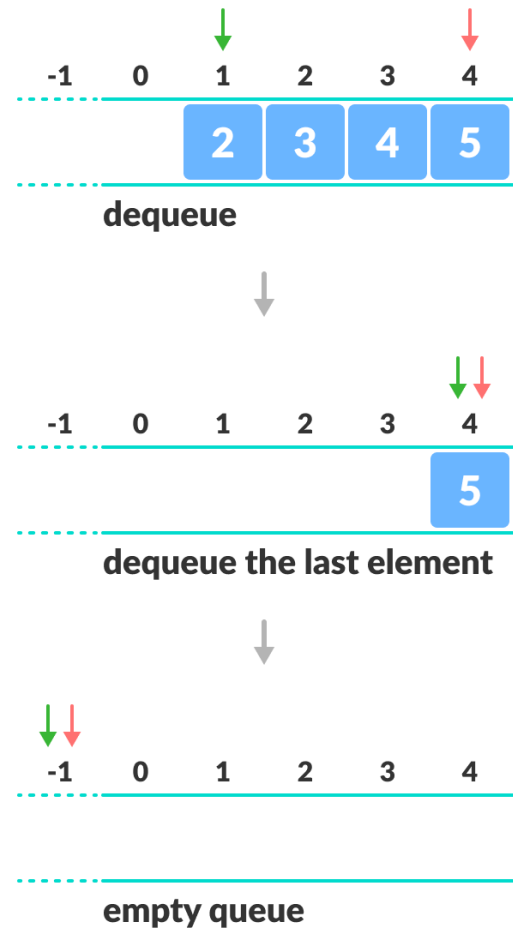 -1 0 1 2 3 4
2 3 4 5
dequeue
-1 0 1 2 3 4
5
dequeue the last element
-1 0 1 2 3 4
empty queue